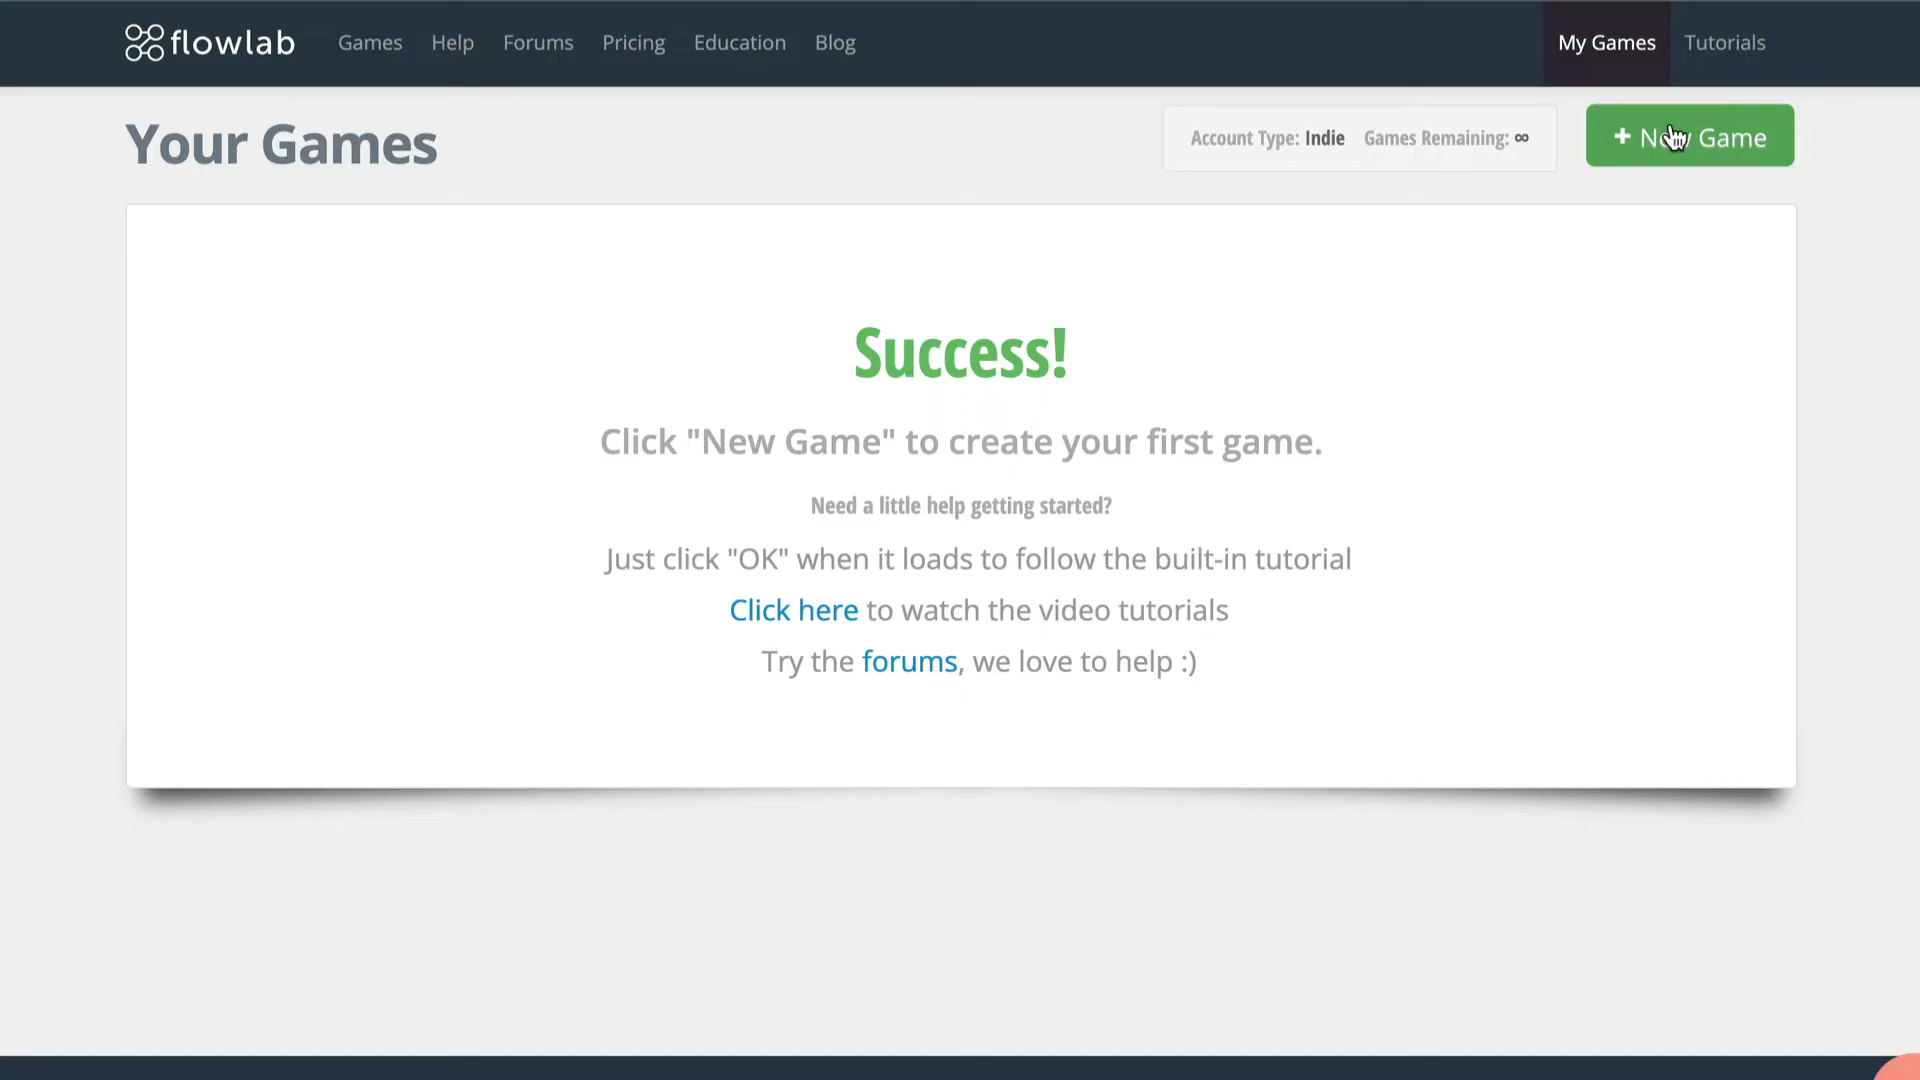 flowlab Games Help Forums Pricing Education Blog My Games Tutorials
Your Games
Account Type: Indie Games Remaining: ∞
+ New Game
Success!
Click "New Game" to create your first game.
Need a little help getting started?
Just click "OK" when it loads to follow the built-in tutorial
Click here to watch the video tutorials
Try the forums, we love to help :)